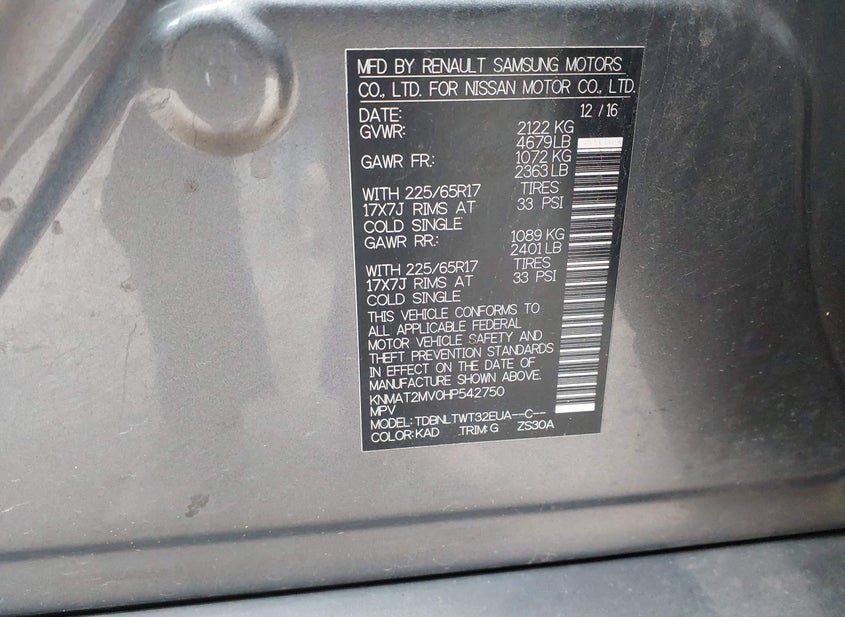 MFD BY RENAULT SAMSUNG MOTORS
CO., LTD. FOR NISSAN MOTOR CO., LTD.
DATE: 12 / 16
GVWR: 2122 KG
4679LB
GAWR FR: 1072 KG
2363LB
WITH 225/65R17 TIRES
17X7J RIMS AT 33 PSI
COLD SINGLE
GAWR RR: 1089 KG
2401LB
WITH 225/65R17 TIRES
17X7J RIMS AT 33 PSI
COLD SINGLE
THIS VEHICLE CONFORMS TO
ALL APPLICABLE FEDERAL
MOTOR VEHICLE SAFETY AND
THEFT PREVENTION STANDARDS
IN EFFECT ON THE DATE OF
MANUFACTURE SHOWN ABOVE.
KNMAT2MV0HP542750
MPV
MODEL: TDBNLTWT32EUA--C--
COLOR:KAD TRIM:G ZS30A